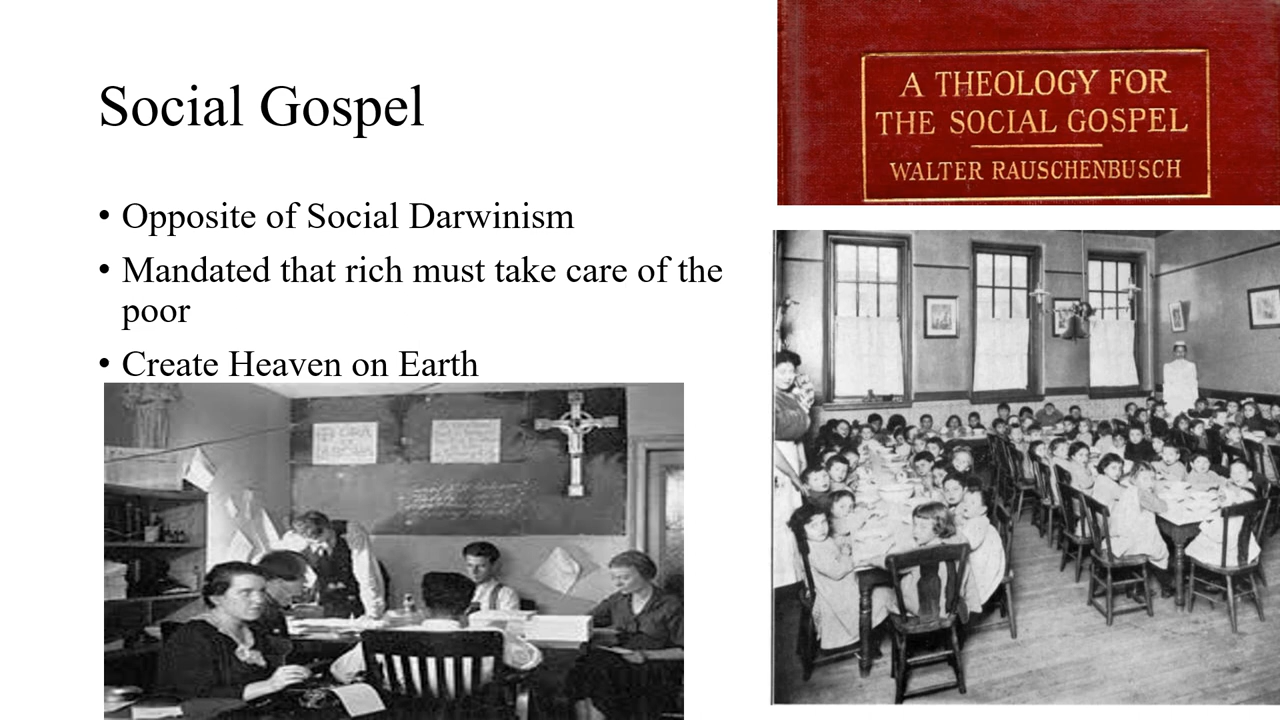 Social Gospel
• Opposite of Social Darwinism
• Mandated that rich must take care of the
poor
• Create Heaven on Earth
A THEOLOGY FOR
THE SOCIAL GOSPEL
WALTER RAUSCHENBUSCH